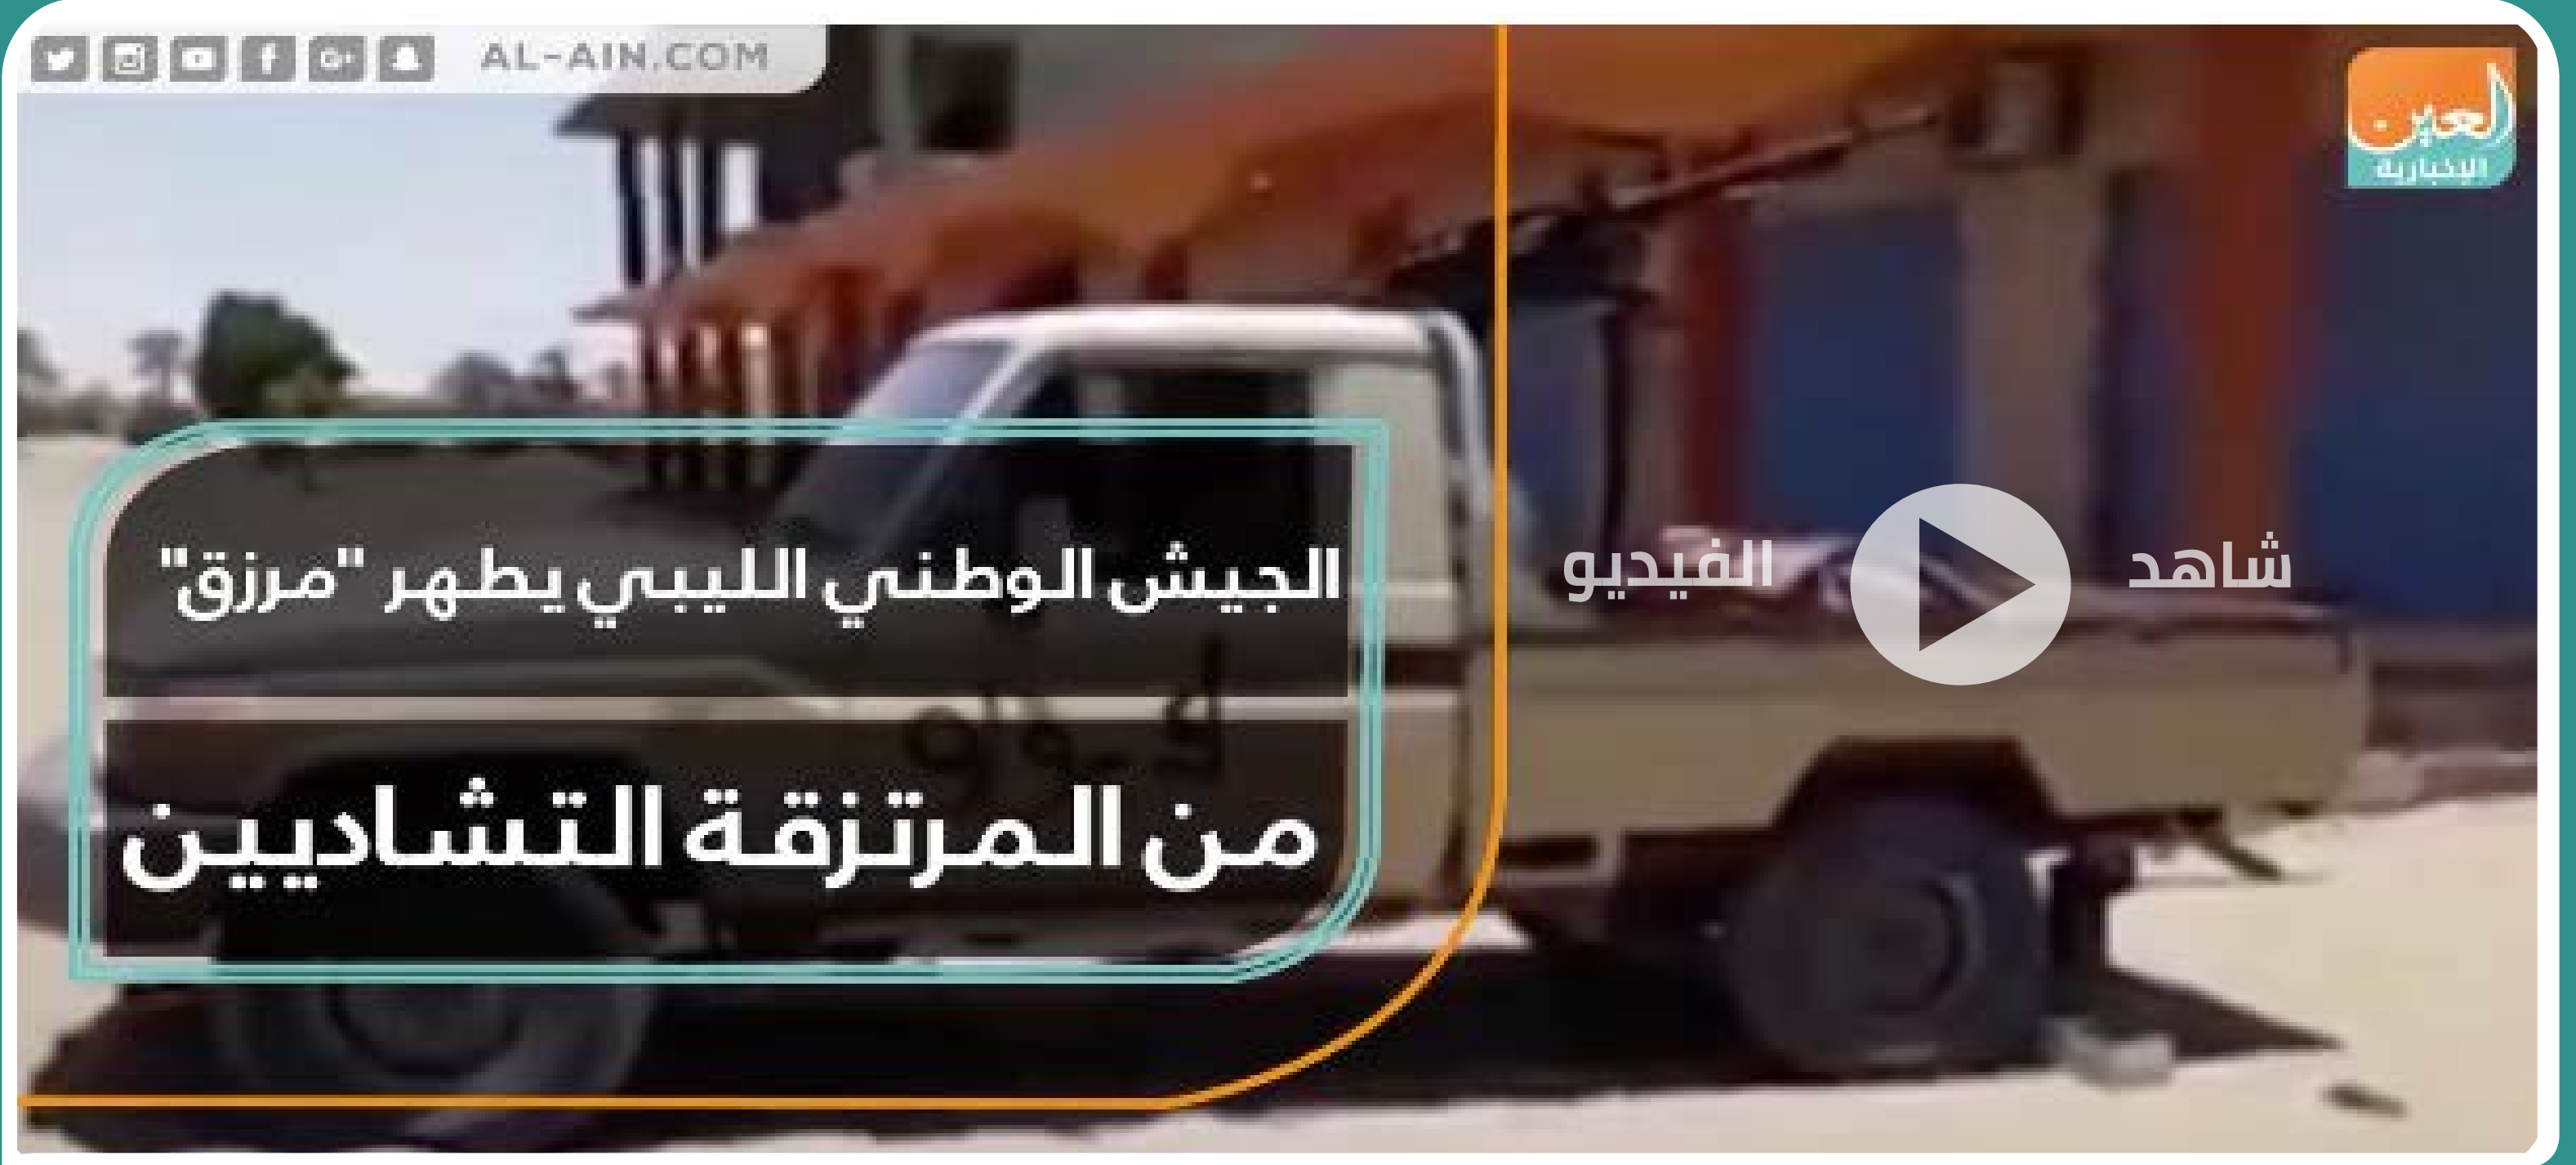 AL-AIN.COM
العين
الإخبارية
شاهد
الفيديو
الجيش الوطني الليبي يطهر "مرزق"
من المرتزقة التشاديين